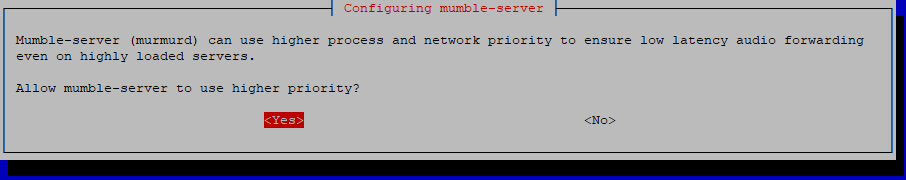 Configuring mumble-server
Mumble-server (murmurd) can use higher process and network priority to ensure low latency audio forwarding
even on highly loaded servers.
Allow mumble-server to use higher priority?
<Yes> <No>